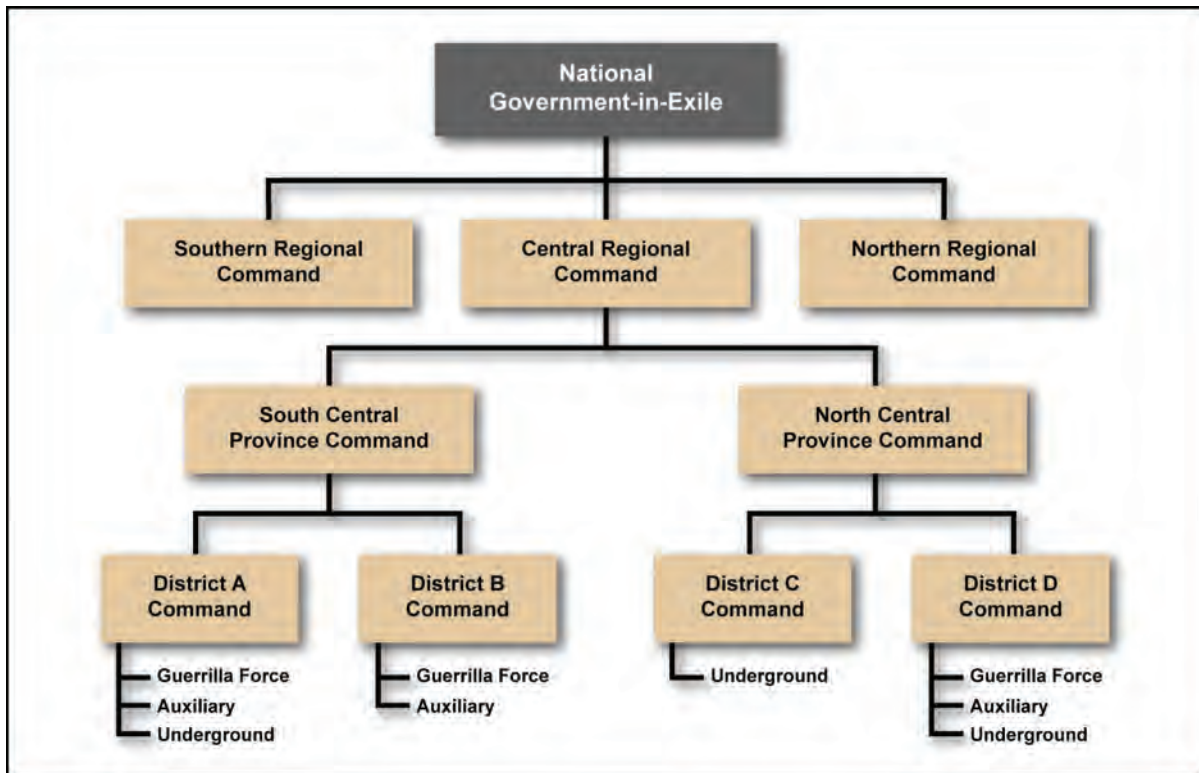 National
Government-in-Exile
Southern Regional
Command
Central Regional
Command
Northern Regional
Command
South Central
Province Command
North Central
Province Command
District A
Command
District B
Command
District C
Command
District D
Command
Guerrilla Force
Auxiliary
Underground
Guerrilla Force
Auxiliary
Underground
Guerrilla Force
Auxiliary
Underground